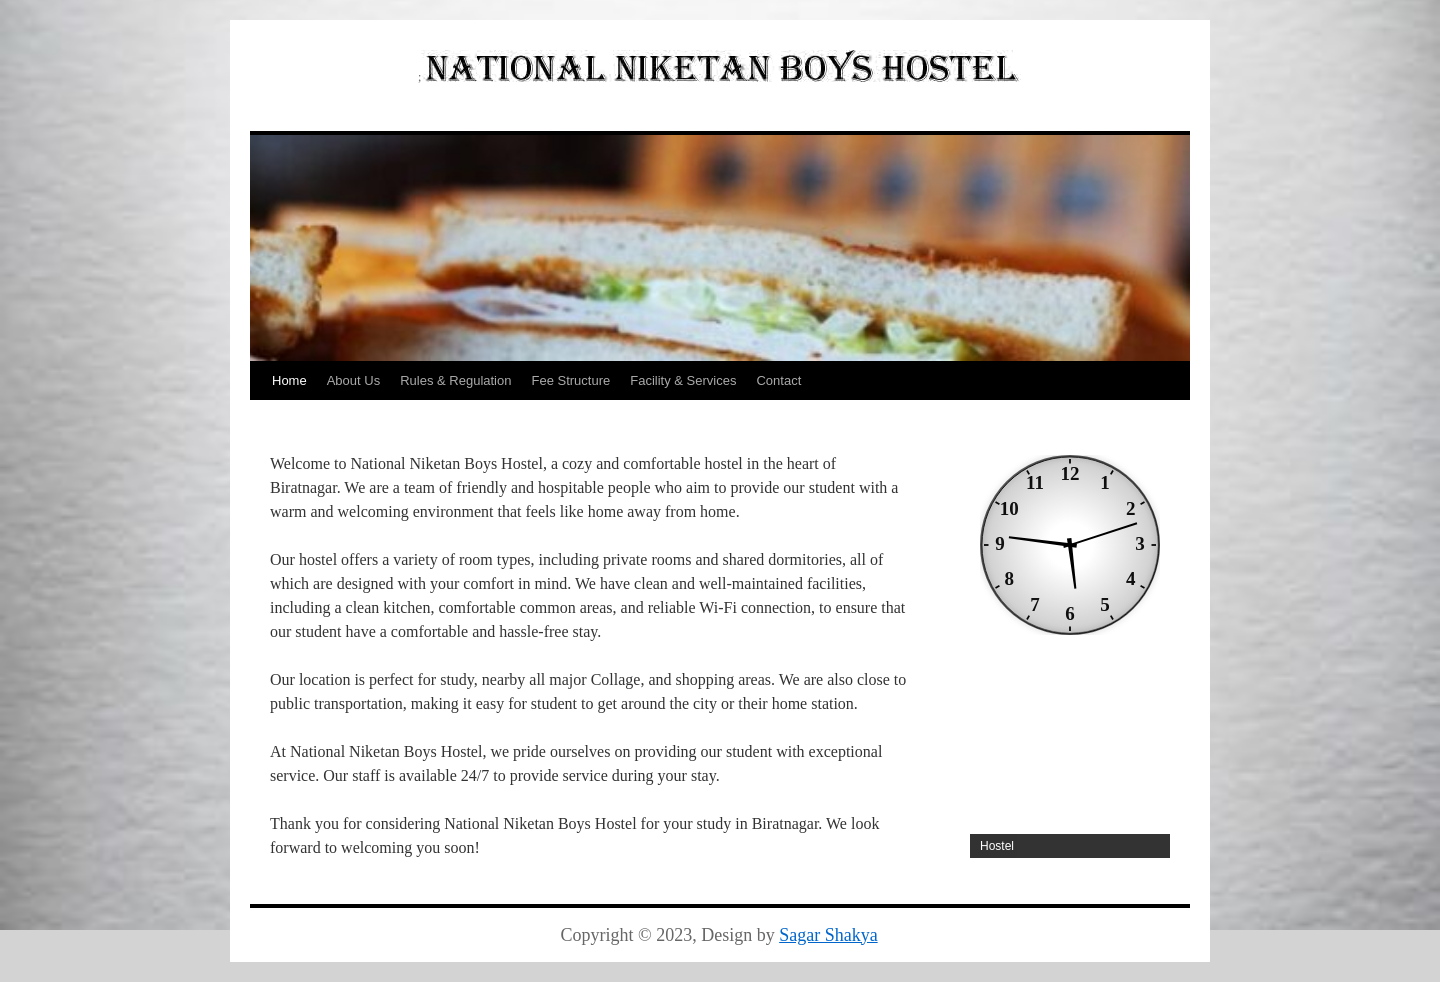 NATIONAL NIKETAN BOYS HOSTEL
Home About Us Rules & Regulation Fee Structure Facility & Services Contact
Welcome to National Niketan Boys Hostel, a cozy and comfortable hostel in the heart of
Biratnagar. We are a team of friendly and hospitable people who aim to provide our student with a
warm and welcoming environment that feels like home away from home.
Our hostel offers a variety of room types, including private rooms and shared dormitories, all of
which are designed with your comfort in mind. We have clean and well-maintained facilities,
including a clean kitchen, comfortable common areas, and reliable Wi-Fi connection, to ensure that
our student have a comfortable and hassle-free stay.
Our location is perfect for study, nearby all major Collage, and shopping areas. We are also close to
public transportation, making it easy for student to get around the city or their home station.
At National Niketan Boys Hostel, we pride ourselves on providing our student with exceptional
service. Our staff is available 24/7 to provide service during your stay.
Thank you for considering National Niketan Boys Hostel for your study in Biratnagar. We look
forward to welcoming you soon!
12
11 1
10 2
9 3
8 4
7 5
6
Hostel
Copyright © 2023, Design by Sagar Shakya